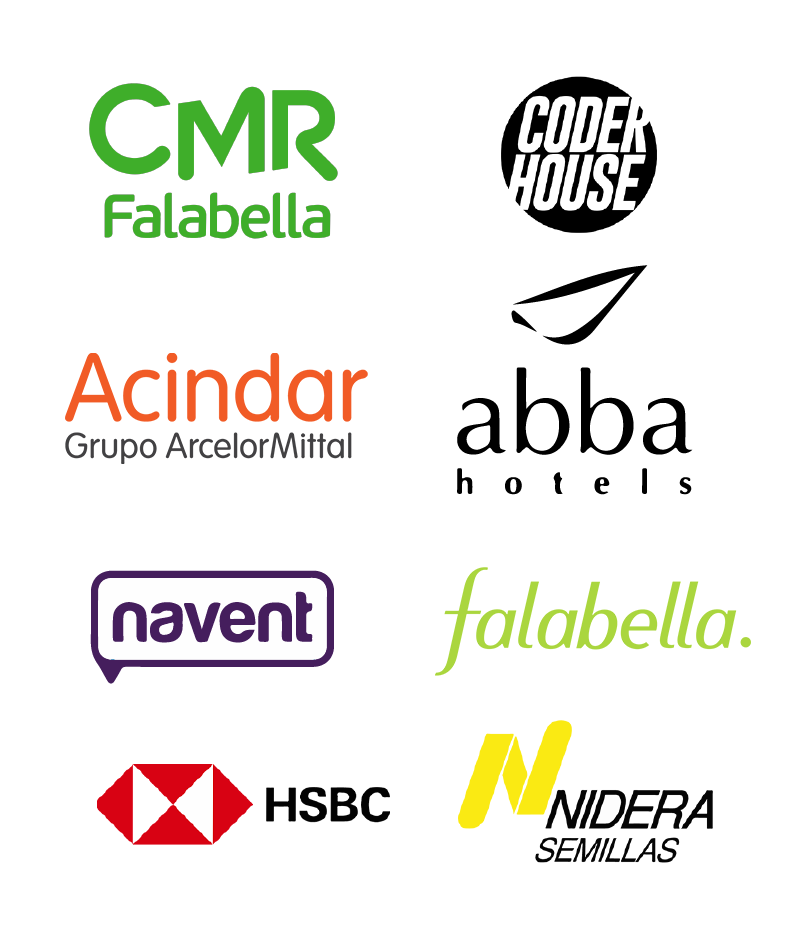 CMR
Falabella
CODER
HOUSE
Acindar
Grupo ArcelorMittal
abba
hotels
navent
falabella.
HSBC
NIDERA
SEMILLAS